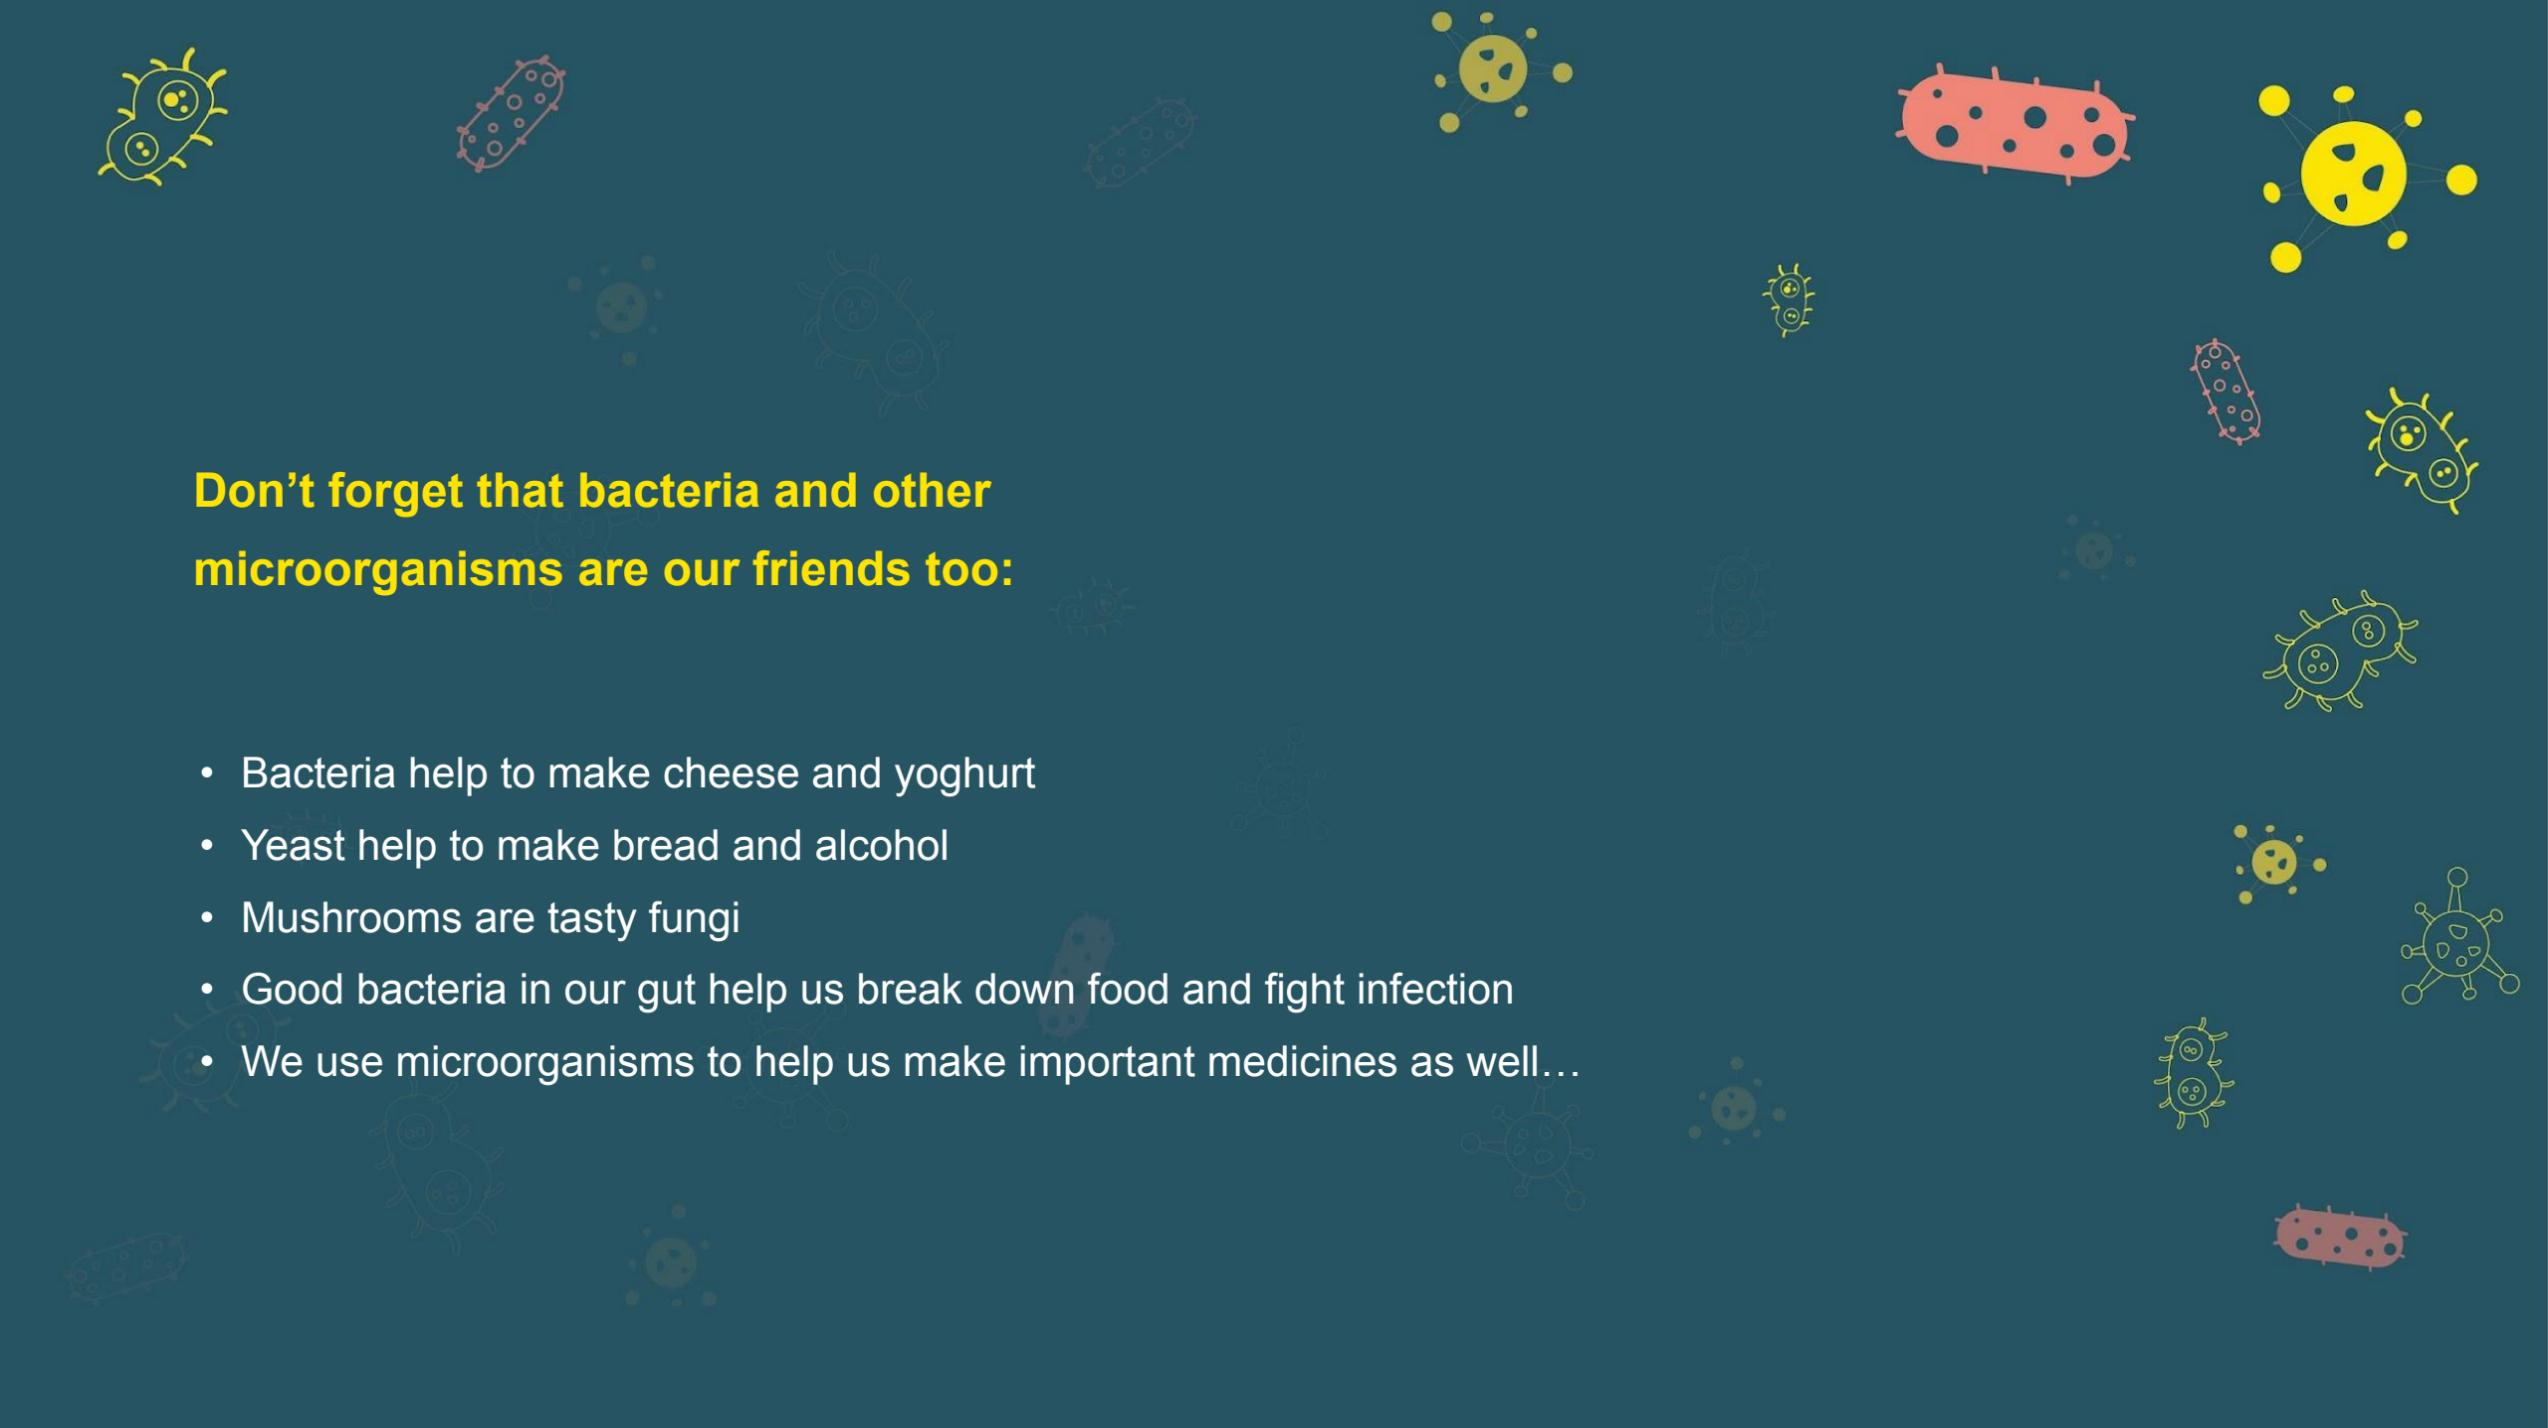 Don’t forget that bacteria and other
microorganisms are our friends too:
• Bacteria help to make cheese and yoghurt
• Yeast help to make bread and alcohol
• Mushrooms are tasty fungi
• Good bacteria in our gut help us break down food and fight infection
• We use microorganisms to help us make important medicines as well…